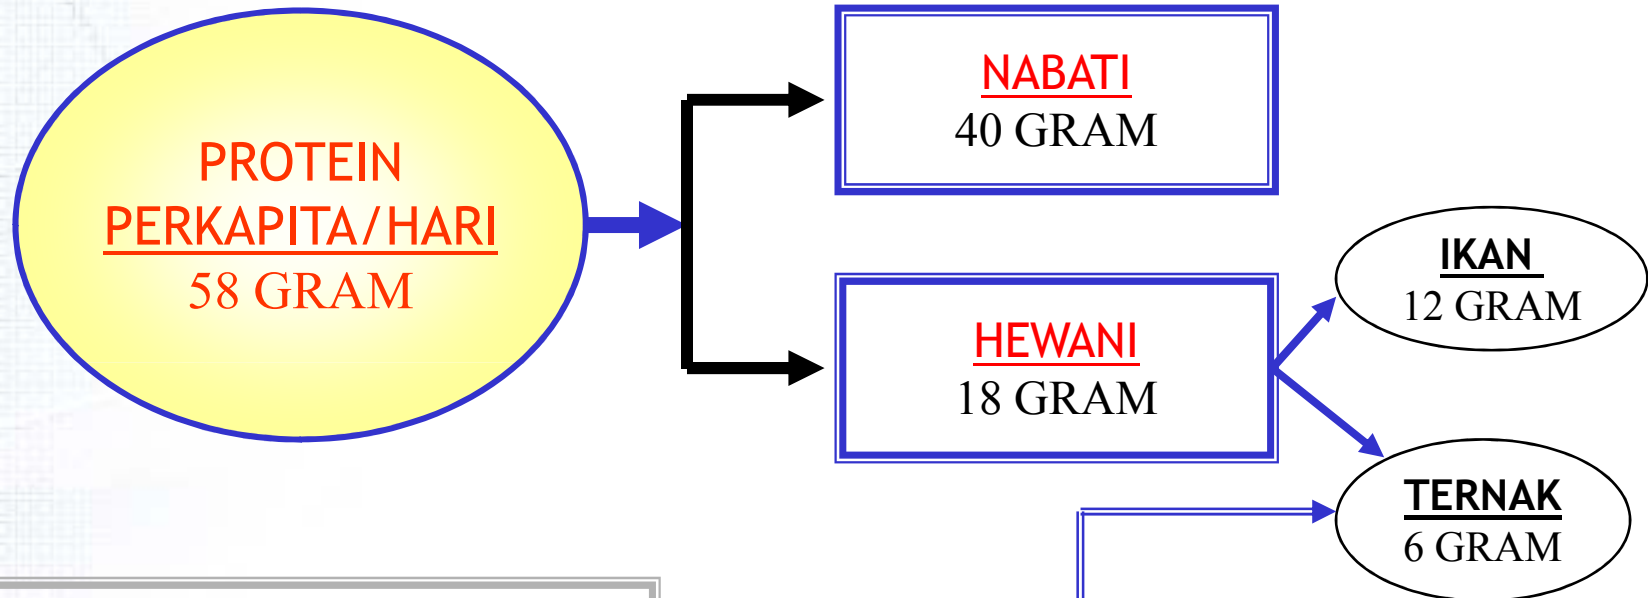 PROTEIN
PERKAPITA/HARI
58 GRAM
NABATI
40 GRAM
HEWANI
18 GRAM
IKAN
12 GRAM
TERNAK
6 GRAM